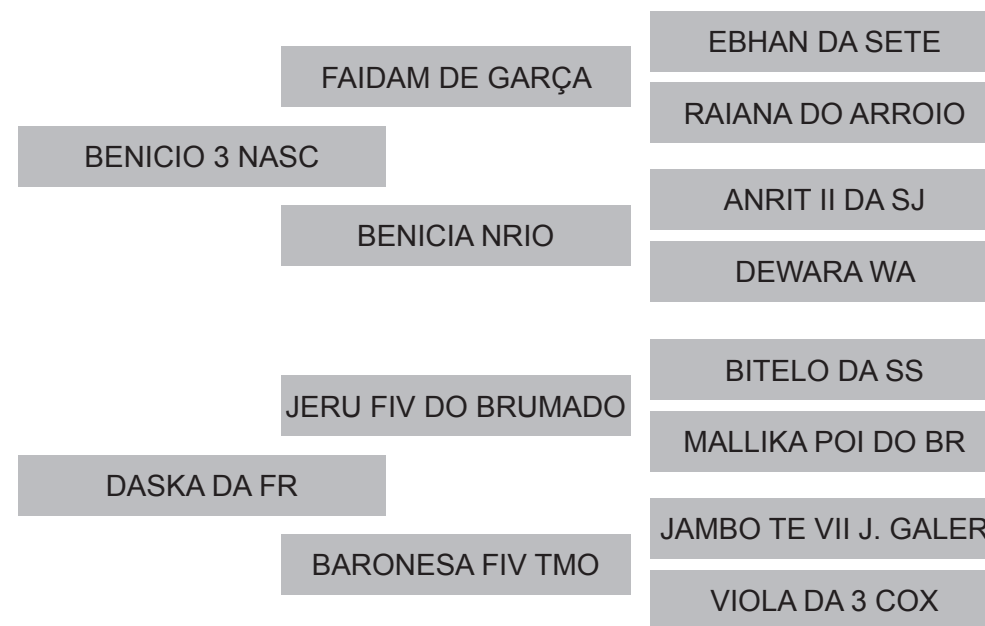 EBHAN DA SETE
FAIDAM DE GARÇA
RAIANA DO ARROIO
BENICIO 3 NASC
ANRIT II DA SJ
BENICIA NRIO
DEWARA WA
BITELO DA SS
JERU FIV DO BRUMADO
MALLIKA POI DO BR
DASKA DA FR
JAMBO TE VII J. GALER
BARONESA FIV TMO
VIOLA DA 3 COX